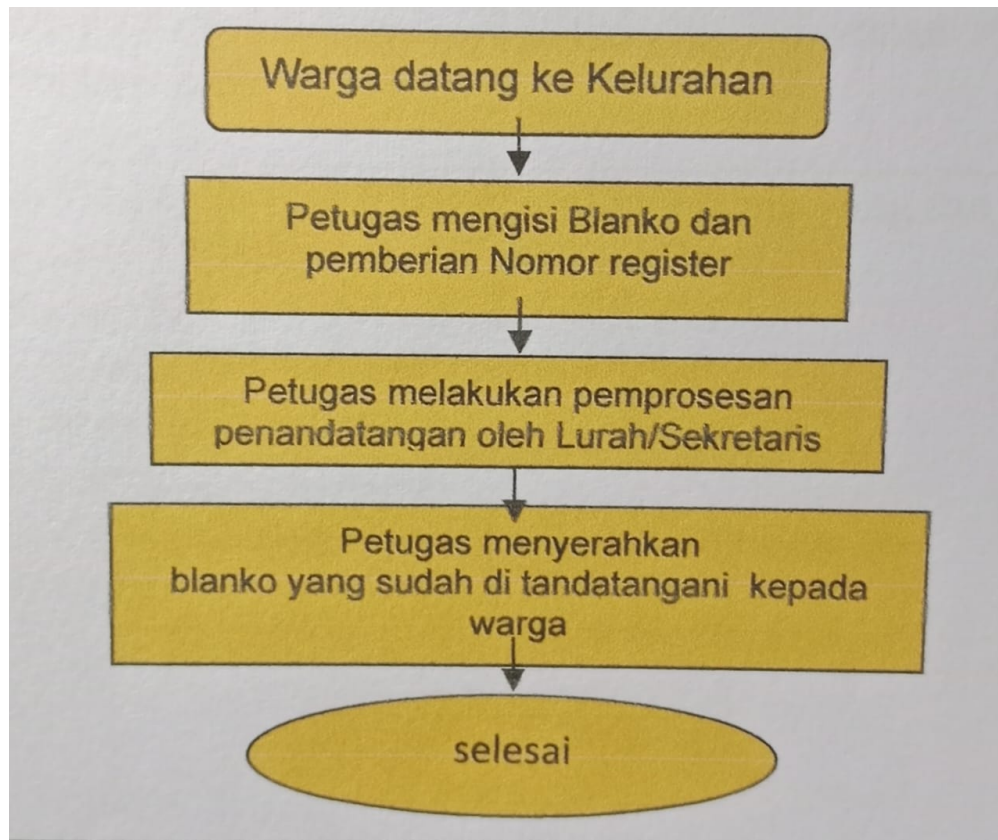 Warga datang ke Kelurahan
Petugas mengisi Blanko dan
pemberian Nomor register
Petugas melakukan pemprosesan
penandatangan oleh Lurah/Sekretaris
Petugas menyerahkan
blanko yang sudah di tandatangani kepada
warga
selesai